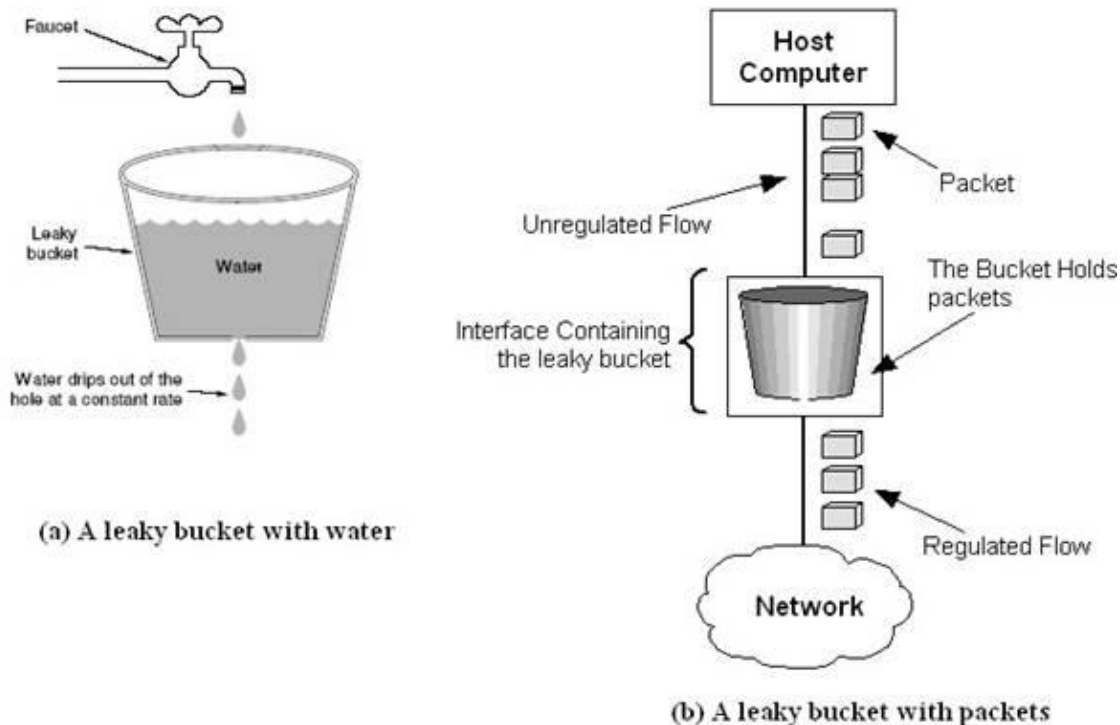 Faucet
Leaky
bucket
Water
Water drips out of the
hole at a constant rate
(a) A leaky bucket with water
Host
Computer
Packet
Unregulated Flow
The Bucket Holds
packets
Interface Containing
the leaky bucket
Regulated Flow
Network
(b) A leaky bucket with packets